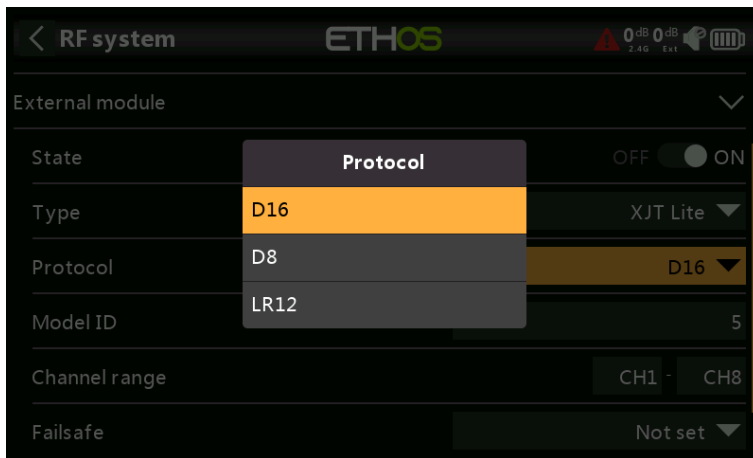 RF system
ETHOS
0dB 0dB
2.4G Ext
External module
State
OFF ON
Protocol
D16
D8
LR12
Type
XJT Lite
Protocol
D16
Model ID
5
Channel range
CH1 - CH8
Failsafe
Not set